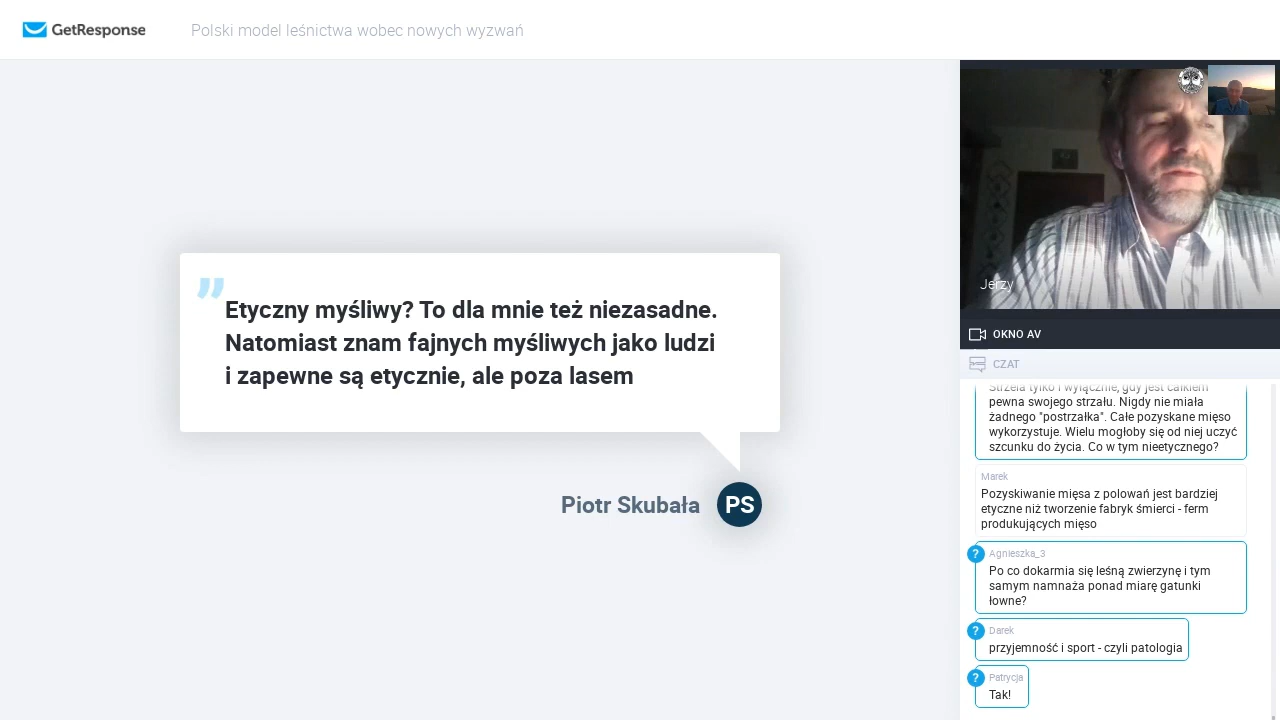 GetResponse
Polski model leśnictwa wobec nowych wyzwań
Etyczny myśliwy? To dla mnie też niezasadne.
Natomiast znam fajnych myśliwych jako ludzi
i zapewne są etycznie, ale poza lasem
Piotr Skubała
PS
Jerzy
OKNO AV
CZAT
Strzela tylko i wyłącznie, gdy jest całkiem
pewna swojego strzału. Nigdy nie miała
żadnego "postrzałka". Całe pozyskane mięso
wykorzystuje. Wielu mogłoby się od niej uczyć
szcunku do życia. Co w tym nieetycznego?
Marek
Pozyskiwanie mięsa z polowań jest bardziej
etyczne niż tworzenie fabryk śmierci - ferm
produkujących mięso
?
Agnieszka_3
Po co dokarmia się leśną zwierzynę i tym
samym namnaża ponad miarę gatunki
łowne?
?
Darek
przyjemność i sport - czyli patologia
?
Patrycja
Tak!